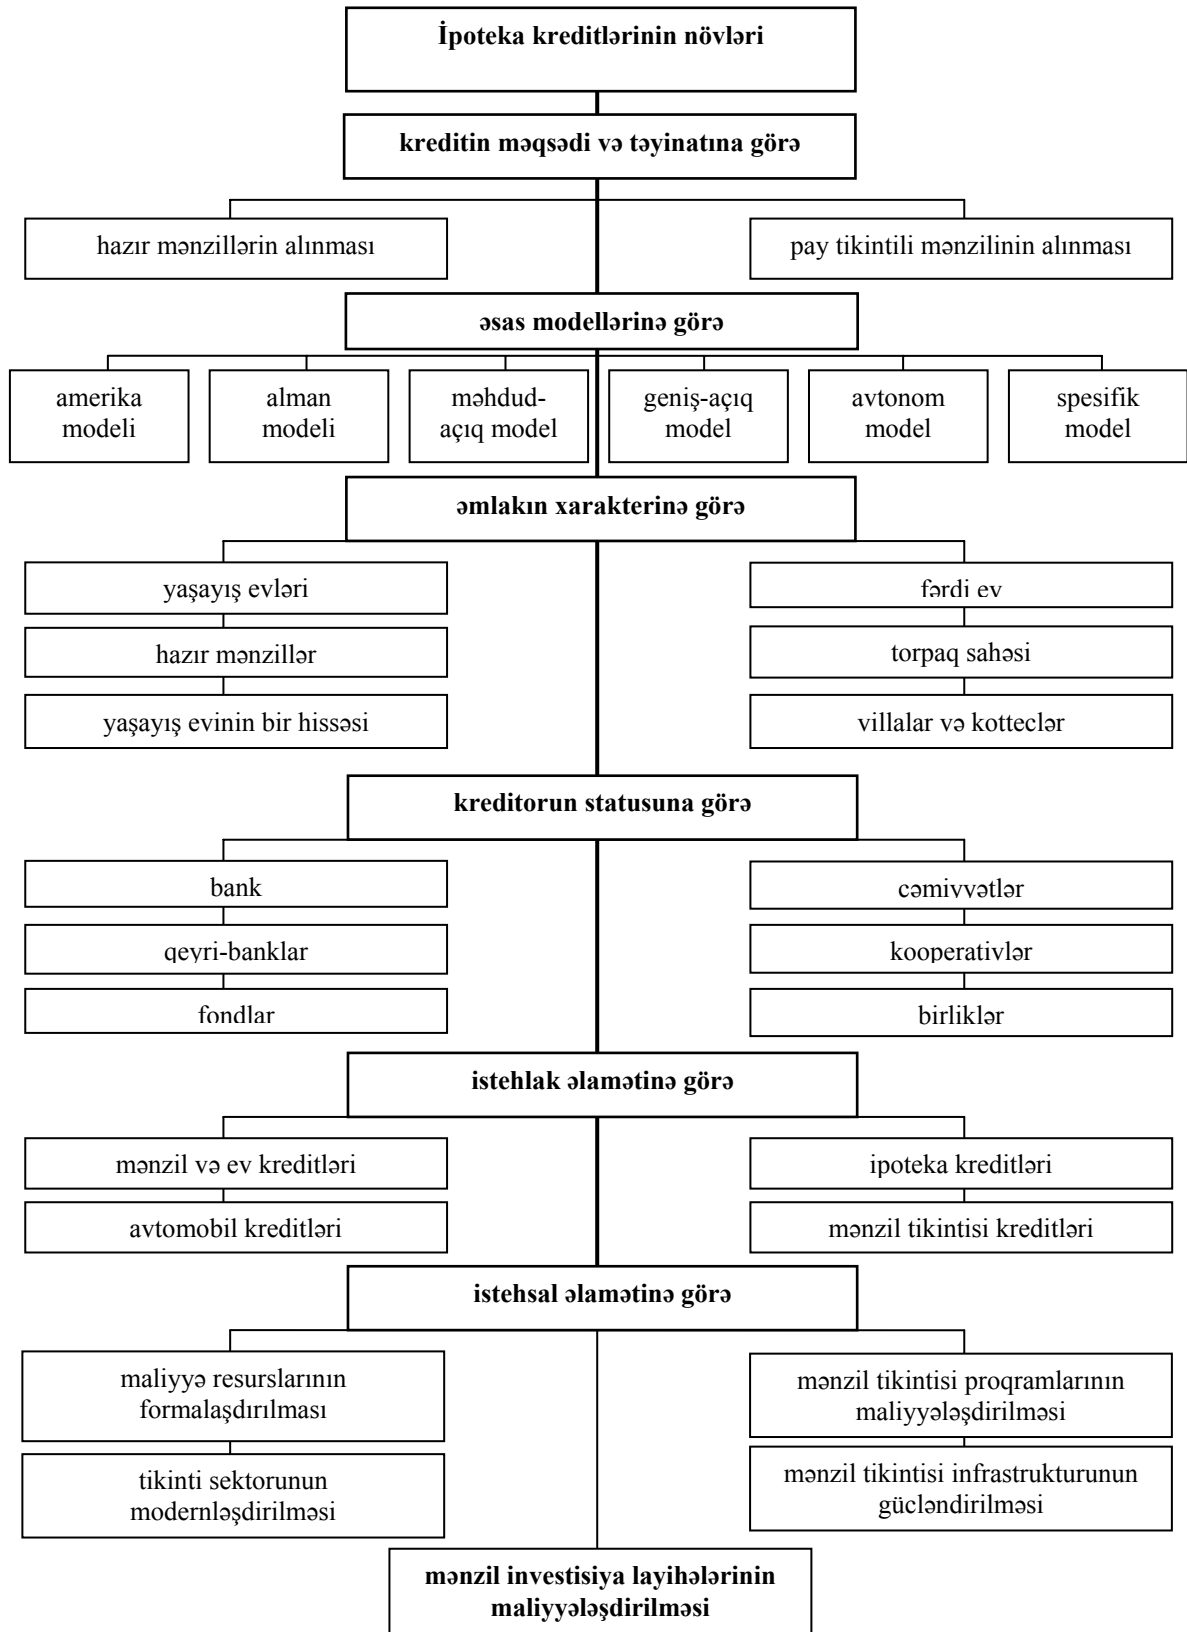 İpoteka kreditlərinin növləri
kreditin məqsədi və təyinatına görə
hazır mənzillərin alınması
pay tikintili mənzilinin alınması
əsas modellərinə görə
amerika
modeli
alman
modeli
məhdud-
açıq model
geniş-açıq
model
avtonom
model
spesifik
model
əmlakın xarakterinə görə
yaşayış evləri
hazır mənzillər
yaşayış evinin bir hissəsi
fərdi ev
torpaq sahəsi
villalar və kotteclər
kreditorun statusuna görə
bank
qeyri-banklar
fondlar
cəmiyyətlər
kooperativlər
birliklər
istehlak əlamətinə görə
mənzil və ev kreditləri
avtomobil kreditləri
ipoteka kreditləri
mənzil tikintisi kreditləri
istehsal əlamətinə görə
maliyyə resurslarının
formalaşdırılması
tikinti sektorunun
modernləşdirilməsi
mənzil tikintisi proqramlarının
maliyyələşdirilməsi
mənzil tikintisi infrastrukturunun
gücləndirilməsi
mənzil investisiya layihələrinin
maliyyələşdirilməsi